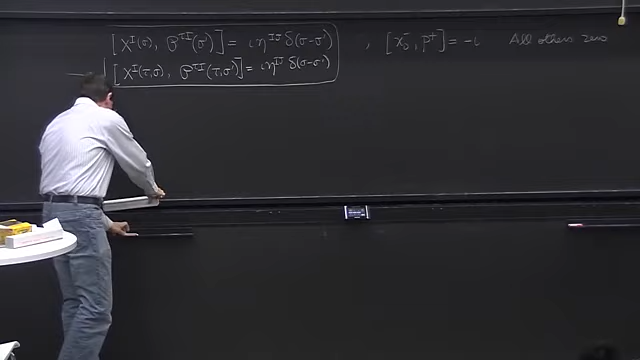 [X^I(σ), P^{τJ}(σ')] = i η^{IJ} δ(σ-σ') , [x_0^-, p^+] = -i All others zero
[X^I(τ,σ), P^{τJ}(τ,σ')] = i η^{IJ} δ(σ-σ')